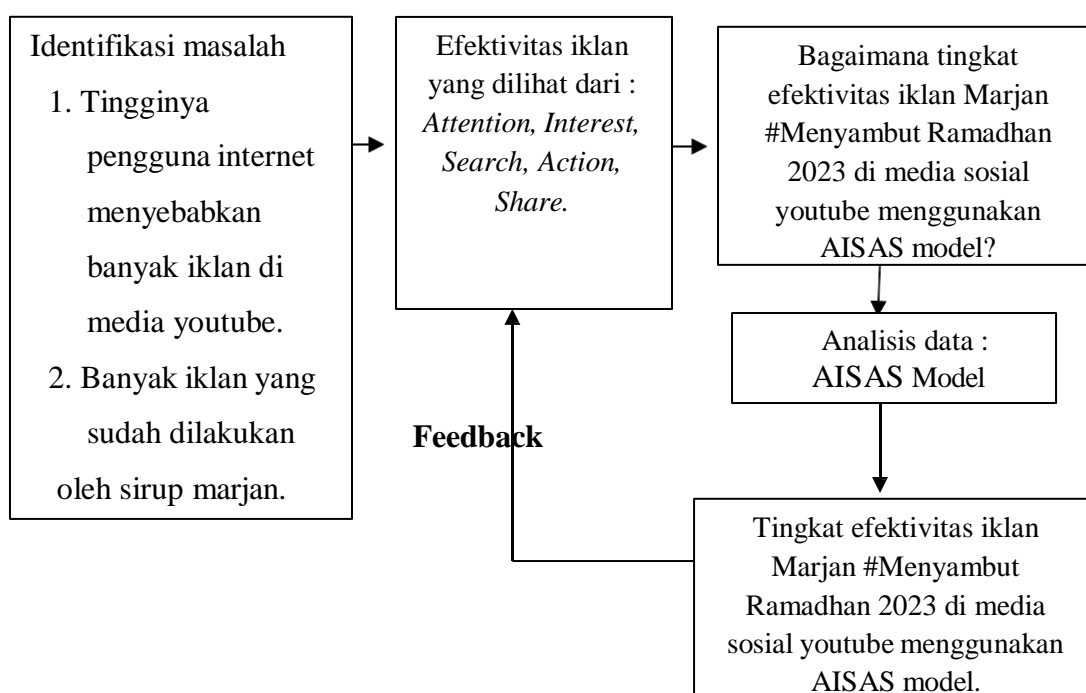 Identifikasi masalah
1. Tingginya
pengguna internet
menyebabkan
banyak iklan di
media youtube.
2. Banyak iklan yang
sudah dilakukan
oleh sirup marjan.
Efektivitas iklan
yang dilihat dari :
Attention, Interest,
Search, Action,
Share.
Bagaimana tingkat
efektivitas iklan Marjan
#Menyambut Ramadhan
2023 di media sosial
youtube menggunakan
AISAS model?
Analisis data :
AISAS Model
Feedback
Tingkat efektivitas iklan
Marjan #Menyambut
Ramadhan 2023 di media
sosial youtube menggunakan
AISAS model.